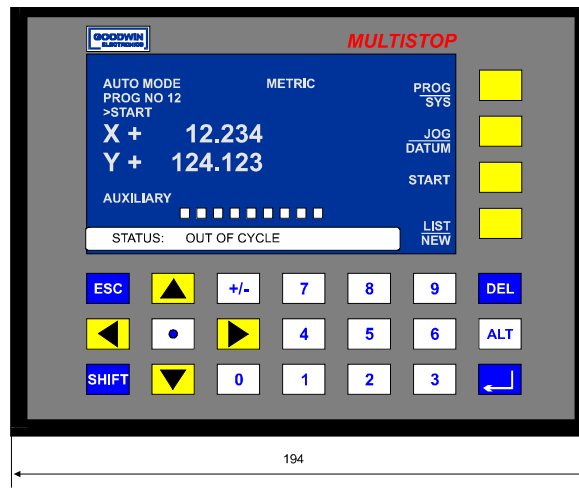 GOODWIN
ELECTRONICS
MULTISTOP
AUTO MODE METRIC
PROG NO 12
>START
X + 12.234
Y + 124.123
AUXILIARY
STATUS: OUT OF CYCLE
PROG
SYS
JOG
DATUM
START
LIST
NEW
ESC +/- 7 8 9 DEL
4 5 6 ALT
SHIFT 0 1 2 3
194